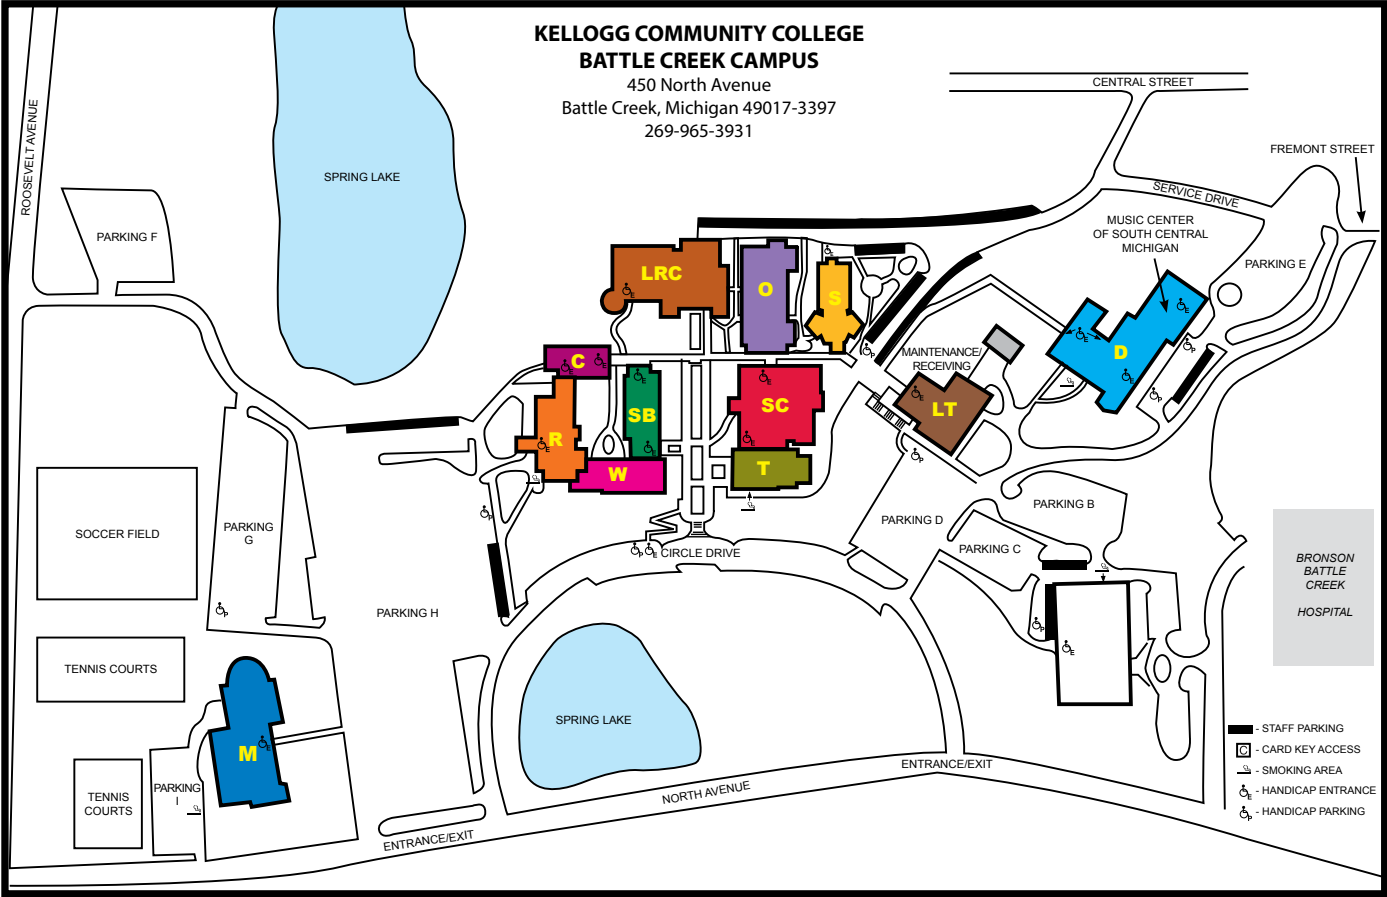 KELLOGG COMMUNITY COLLEGE
BATTLE CREEK CAMPUS
450 North Avenue
Battle Creek, Michigan 49017-3397
269-965-3931
CENTRAL STREET
ROOSEVELT AVENUE
FREMONT STREET
SPRING LAKE
SERVICE DRIVE
MUSIC CENTER
OF SOUTH CENTRAL
MICHIGAN
PARKING F
PARKING E
LRC
O
S
MAINTENANCE/
RECEIVING
D
C
SC
SB
LT
R
W
T
PARKING B
PARKING D
PARKING C
SOCCER FIELD
PARKING
G
CIRCLE DRIVE
BRONSON
BATTLE
CREEK
HOSPITAL
PARKING H
TENNIS COURTS
SPRING LAKE
M
PARKING
I
TENNIS
COURTS
ENTRANCE/EXIT
NORTH AVENUE
ENTRANCE/EXIT
- STAFF PARKING
C - CARD KEY ACCESS
- SMOKING AREA
E - HANDICAP ENTRANCE
P - HANDICAP PARKING